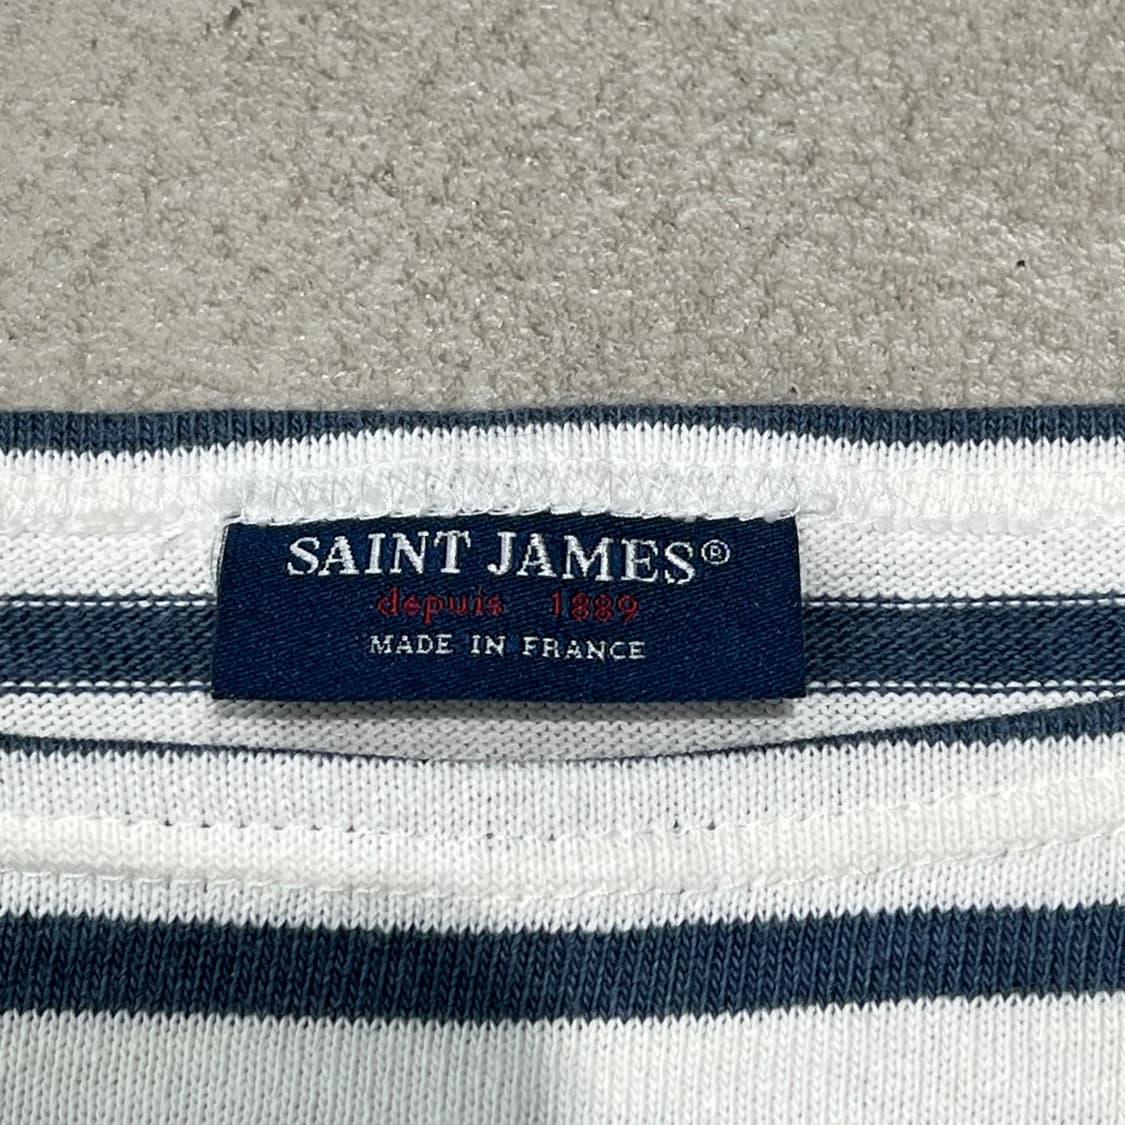 SAINT JAMES®
depuis 1889
MADE IN FRANCE